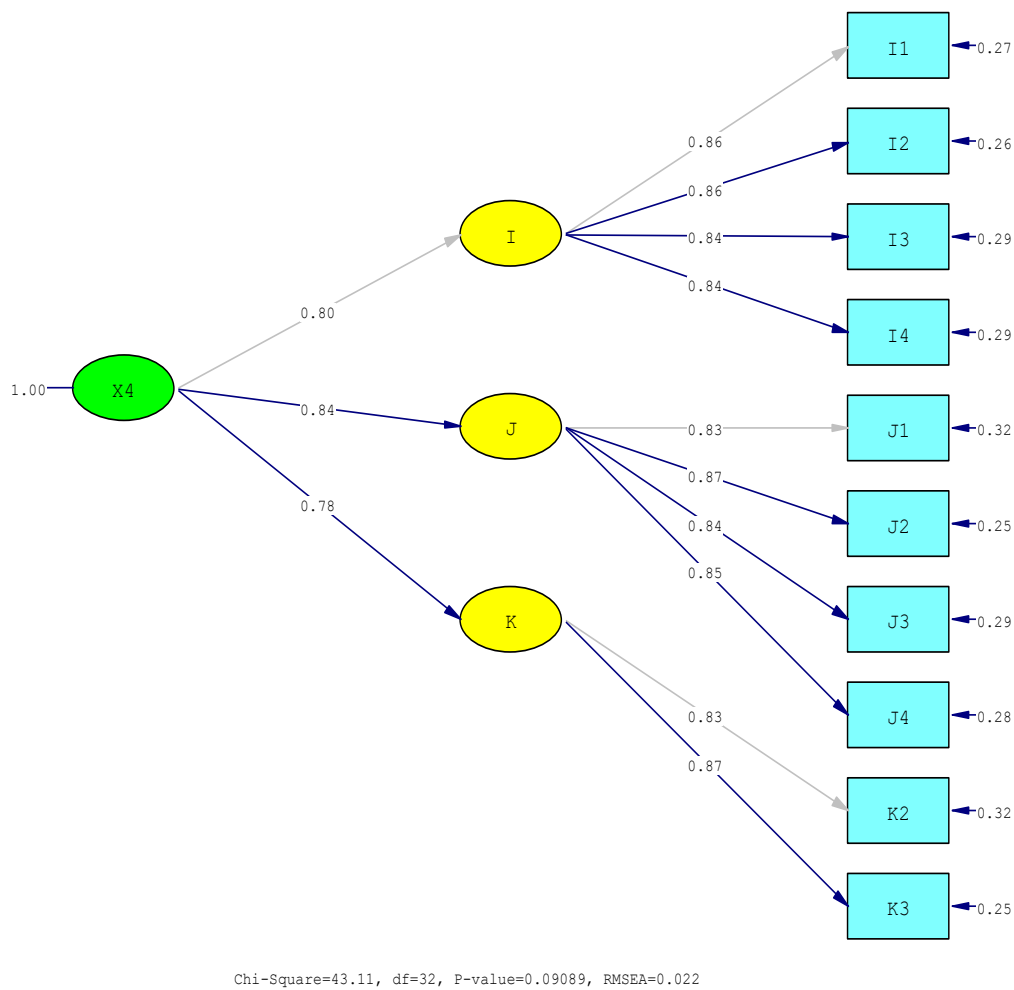 I1
0.27
0.86
I2
0.26
0.86
I
0.84
I3
0.29
0.84
0.80
I4
0.29
1.00
X4
0.84
J
0.83
J1
0.32
0.87
0.78
0.84
J2
0.25
0.85
K
J3
0.29
0.83
J4
0.28
0.87
K2
0.32
K3
0.25
Chi-Square=43.11, df=32, P-value=0.09089, RMSEA=0.022